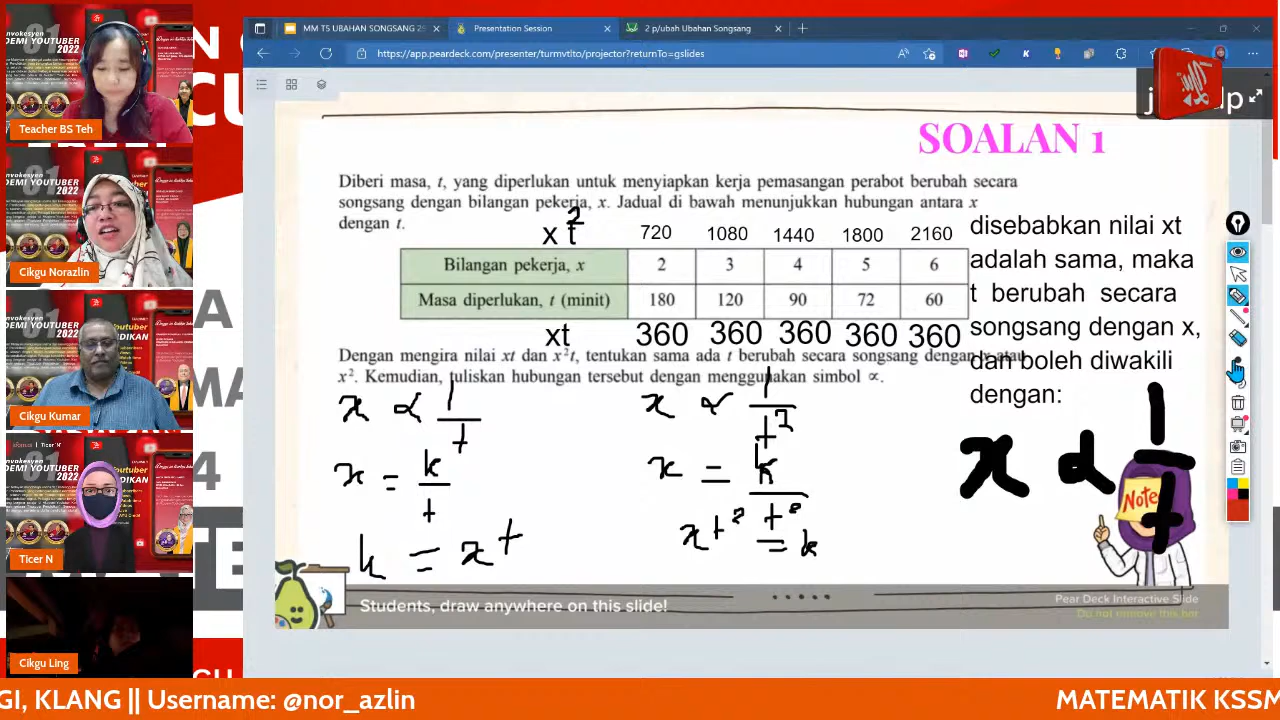 invokesyen
DEMI YOUTUBER
2022
Teacher BS Teh
Cikgu Norazlin
Cikgu Kumar
Ticer N
Cikgu Ling
MM T5 UBAHAN SONGSANG 29
Presentation Session
2 p/ubah Ubahan Songsang
https://app.peardeck.com/presenter/turmvtlto/projector?returnTo=gslides
SOALAN 1
Diberi masa, t, yang diperlukan untuk menyiapkan kerja pemasangan perabot berubah secara
songsang dengan bilangan pekerja, x. Jadual di bawah menunjukkan hubungan antara x
dengan t.
x t² 720 1080 1440 1800 2160
Bilangan pekerja, x 2 3 4 5 6
Masa diperlukan, t (minit) 180 120 90 72 60
xt 360 360 360 360 360
Dengan mengira nilai xt dan x²t, tentukan sama ada t berubah secara songsang dengan x atau
x². Kemudian, tuliskan hubungan tersebut dengan menggunakan simbol ∝.
disebabkan nilai xt
adalah sama, maka
t berubah secara
songsang dengan x,
dan boleh diwakili
dengan:
x ∝ 1/t
x ∝ 1/t
x = k/t
k = xt
x ∝ 1/t²
x = k/t²
xt² = k
Note
Students, draw anywhere on this slide!
Pear Deck Interactive Slide
Do not remove this bar
GI, KLANG || Username: @nor_azlin
MATEMATIK KSSM